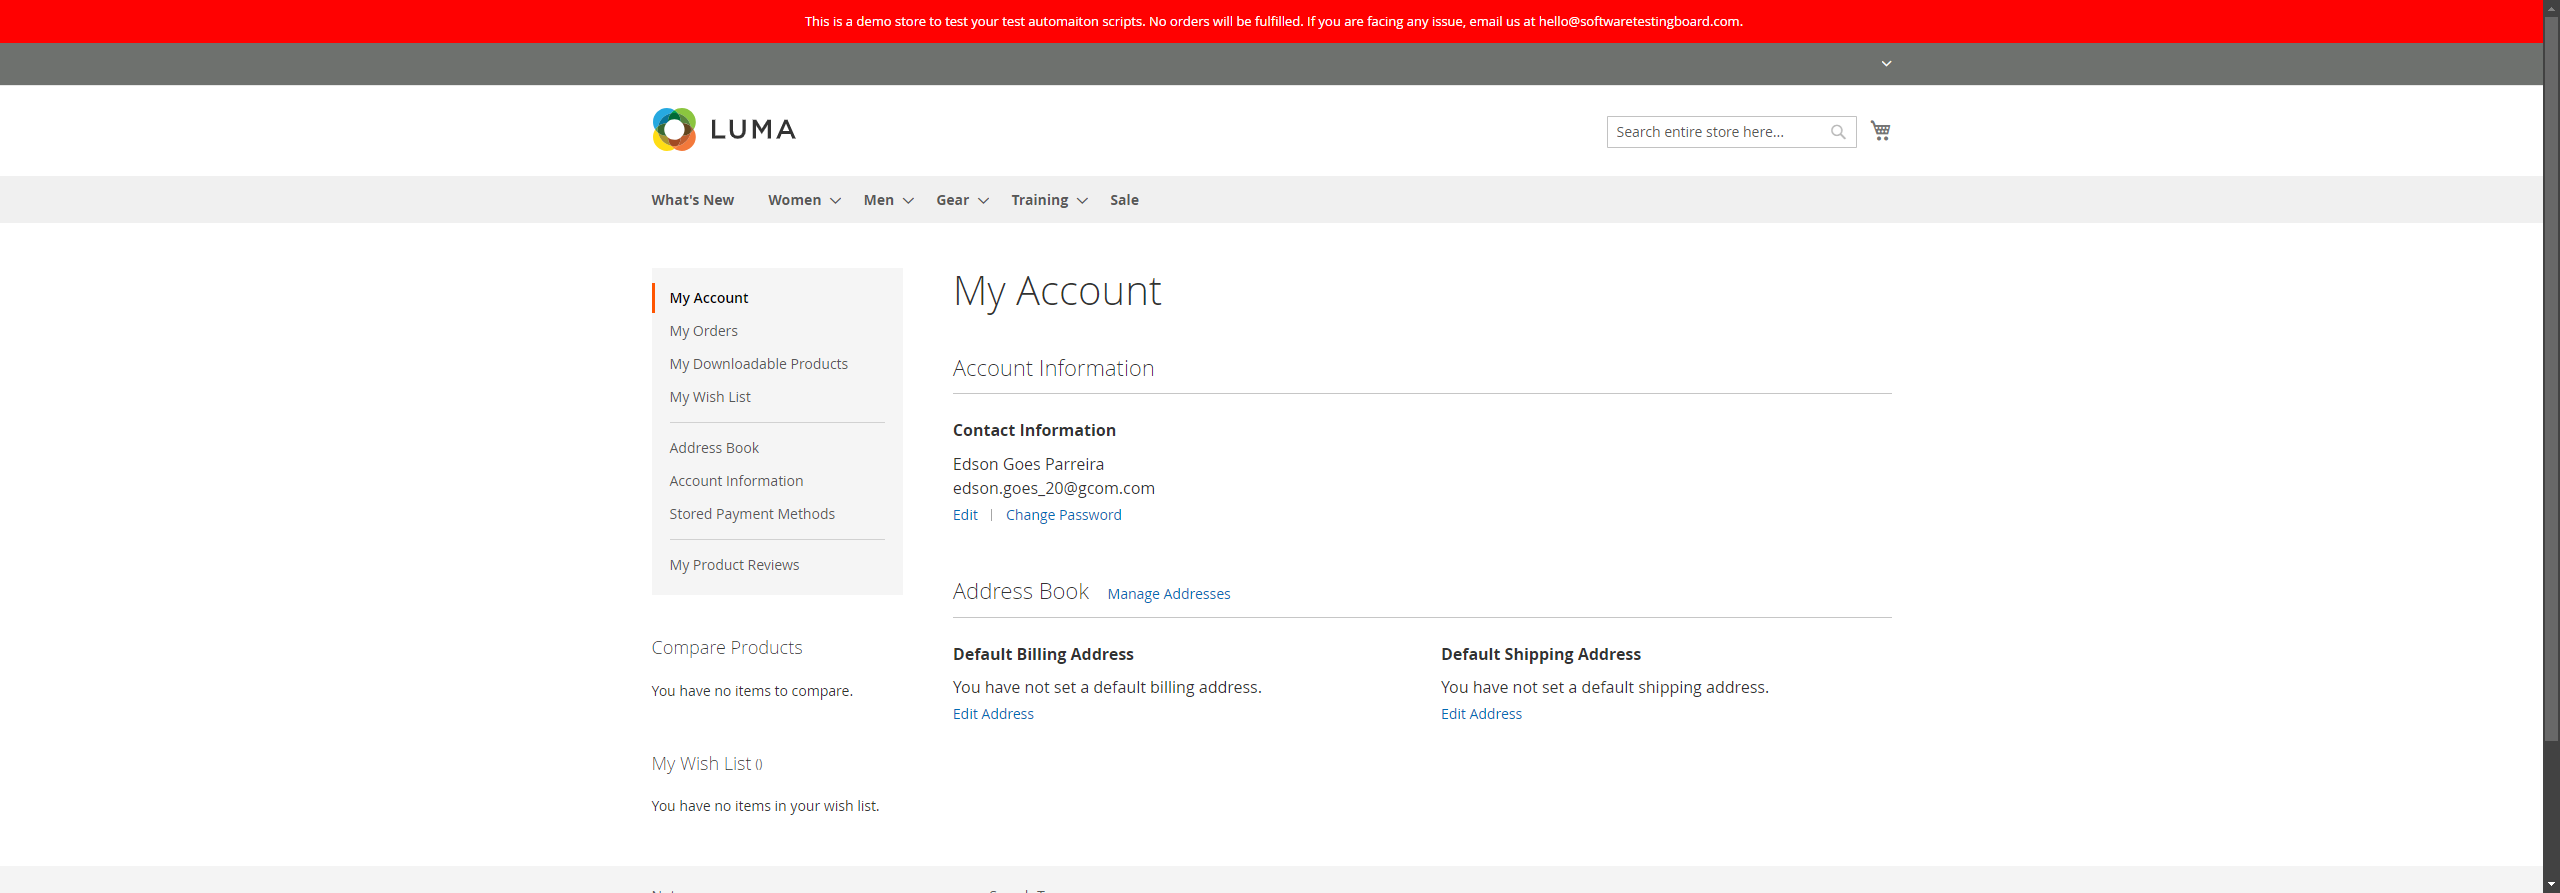 This is a demo store to test your test automaiton scripts. No orders will be fulfilled. If you are facing any issue, email us at hello@softwaretestingboard.com.
LUMA
Search entire store here...
What's New Women Men Gear Training Sale
My Account
My Orders
My Downloadable Products
My Wish List
Address Book
Account Information
Stored Payment Methods
My Product Reviews
Compare Products
You have no items to compare.
My Wish List ()
You have no items in your wish list.
My Account
Account Information
Contact Information
Edson Goes Parreira
edson.goes_20@gcom.com
Edit | Change Password
Address Book Manage Addresses
Default Billing Address
You have not set a default billing address.
Edit Address
Default Shipping Address
You have not set a default shipping address.
Edit Address